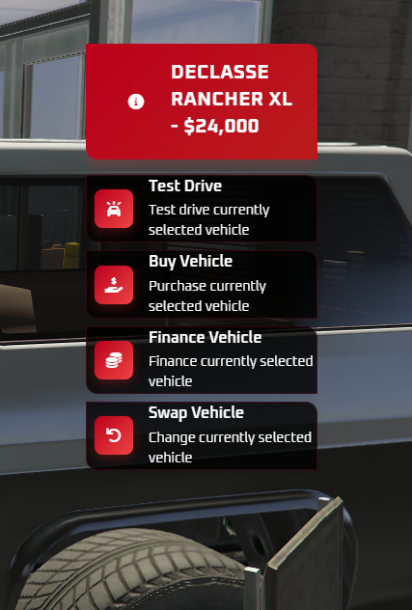 DECLASSE
RANCHER XL
- $24,000
Test Drive
Test drive currently
selected vehicle
Buy Vehicle
Purchase currently
selected vehicle
Finance Vehicle
Finance currently selected
vehicle
Swap Vehicle
Change currently selected
vehicle